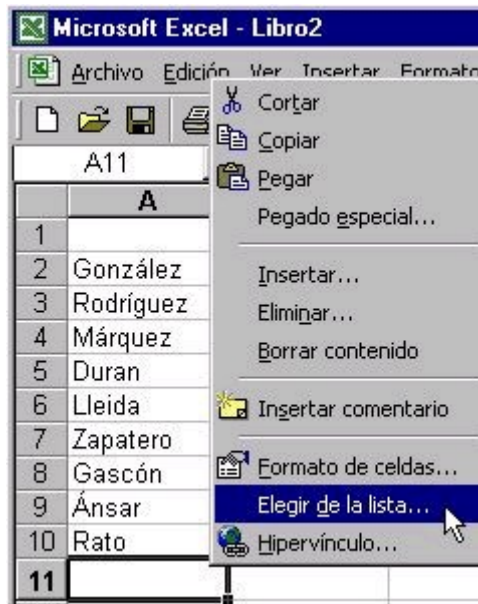 Microsoft Excel - Libro2
Archivo Edición Ver Insertar Formato
A11
A
1
2 González
3 Rodríguez
4 Márquez
5 Duran
6 Lleida
7 Zapatero
8 Gascón
9 Ánsar
10 Rato
11
Cortar
Copiar
Pegar
Pegado especial...
Insertar...
Eliminar...
Borrar contenido
Insertar comentario
Formato de celdas...
Elegir de la lista...
Hipervínculo...